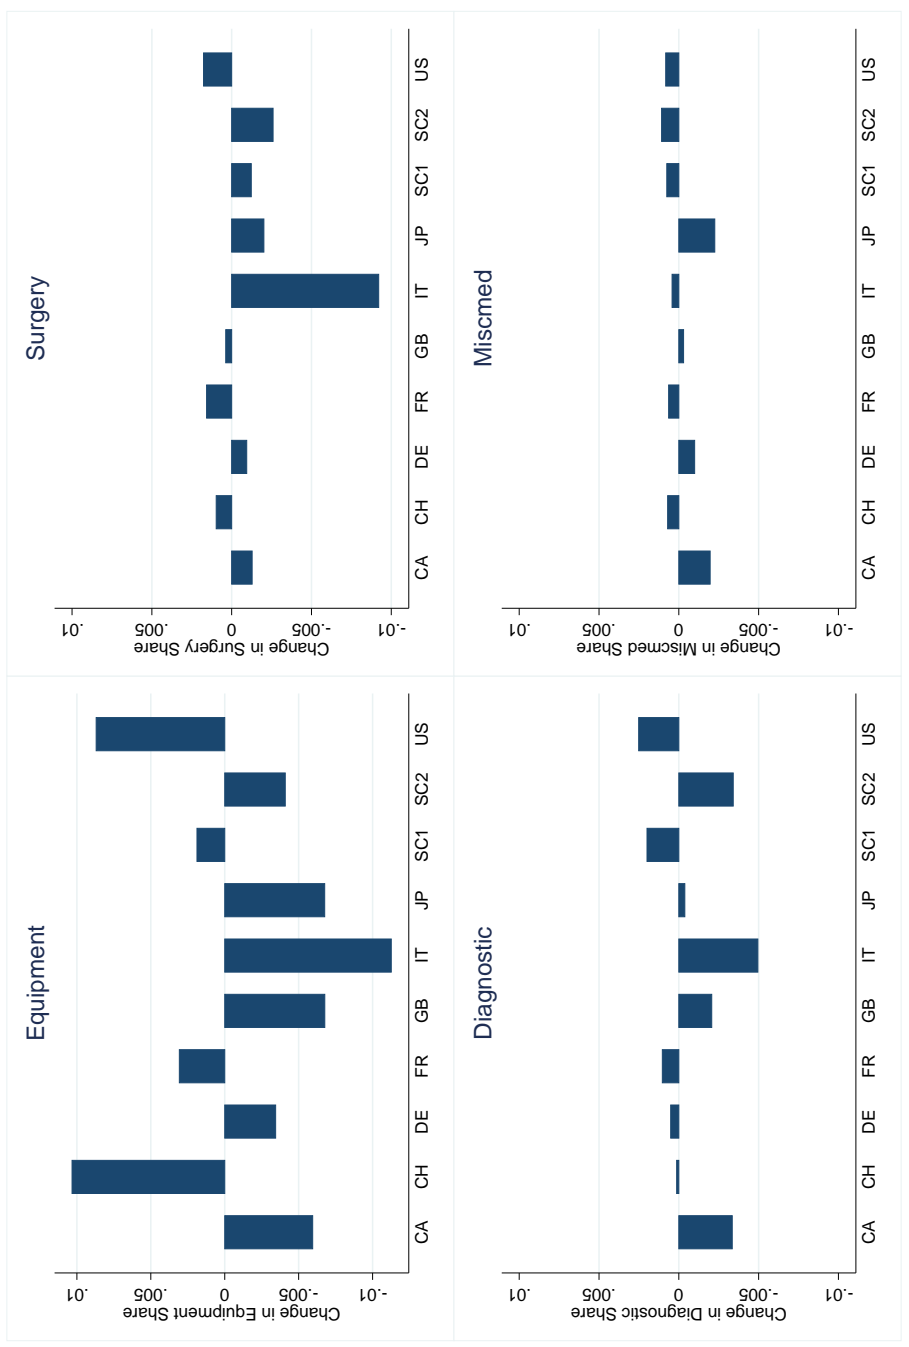 Equipment
Change in Equipment Share
.01
.005
0
-.005
-.01
CA CH DE FR GB IT JP SC1 SC2 US
Surgery
Change in Surgery Share
.01
.005
0
-.005
-.01
CA CH DE FR GB IT JP SC1 SC2 US
Diagnostic
Change in Diagnostic Share
.01
.005
0
-.005
-.01
CA CH DE FR GB IT JP SC1 SC2 US
Miscmed
Change in Miscmed Share
.01
.005
0
-.005
-.01
CA CH DE FR GB IT JP SC1 SC2 US